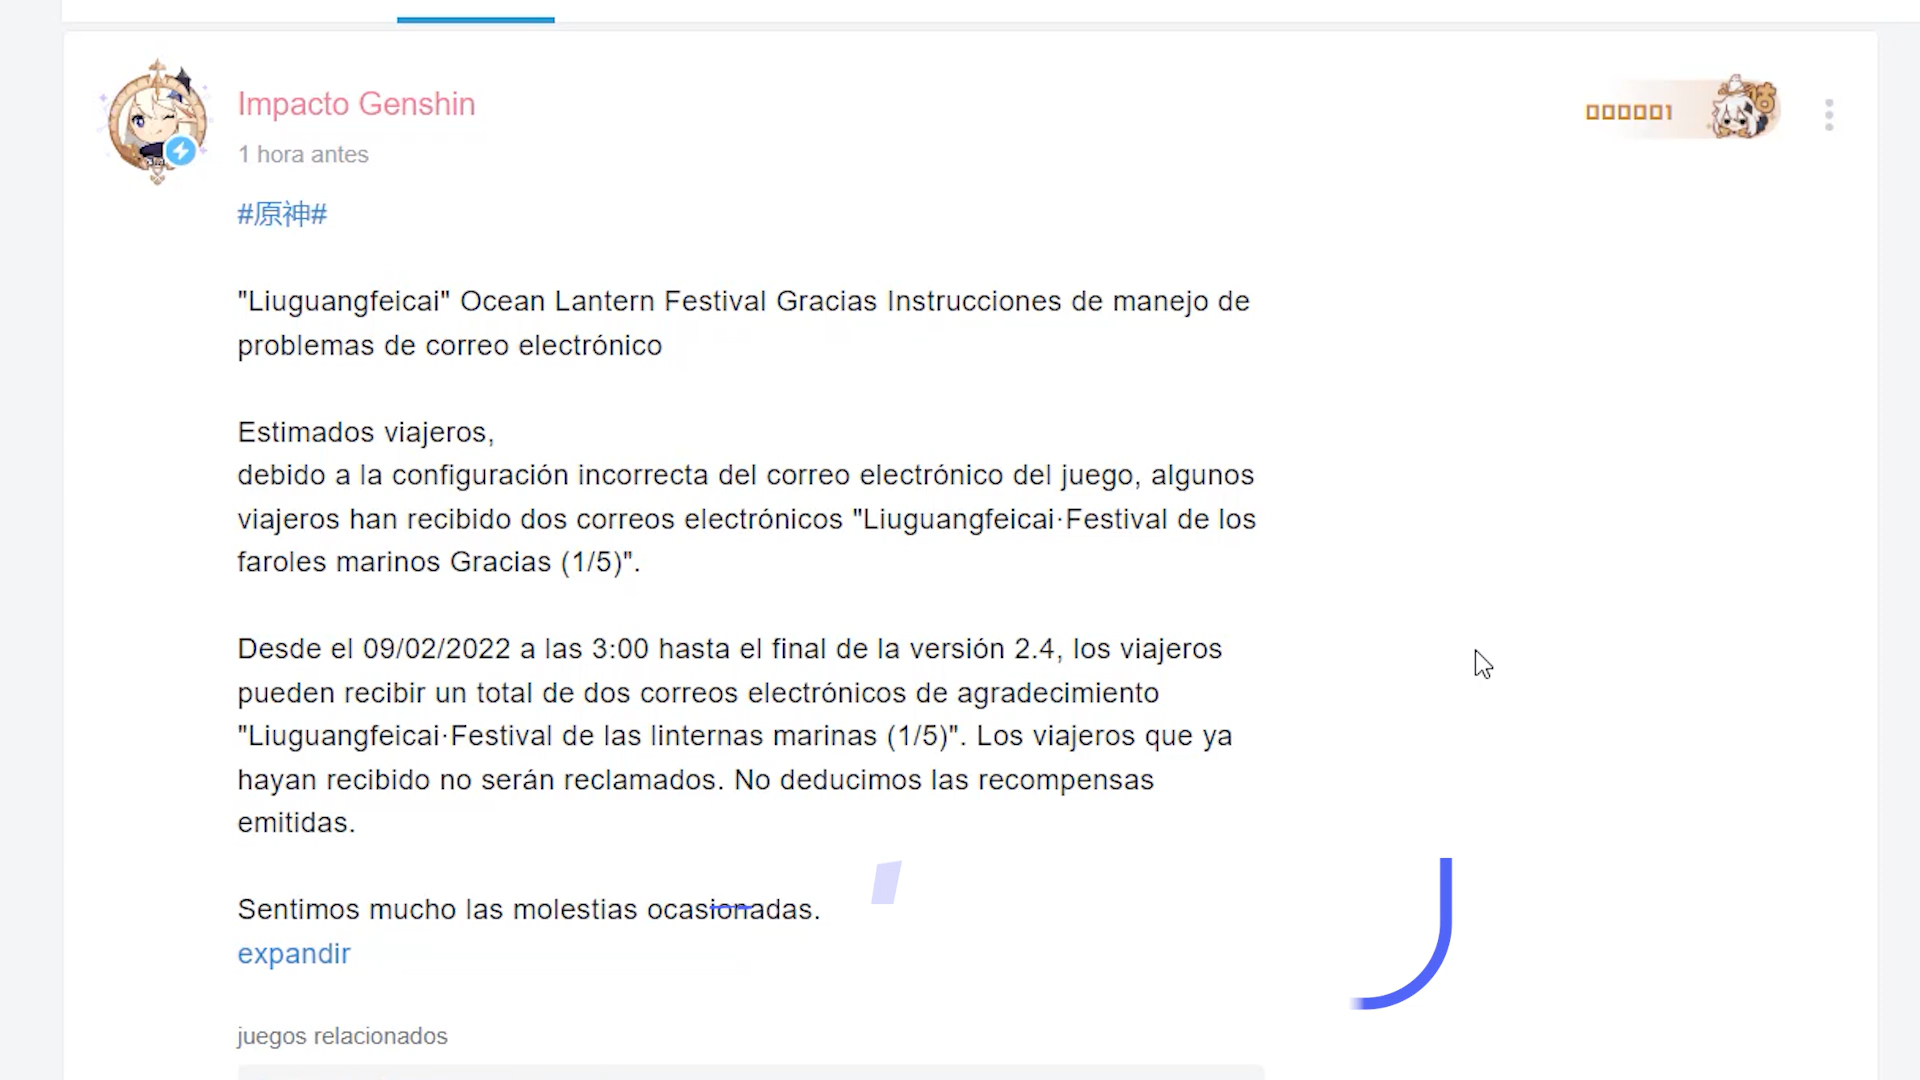 Impacto Genshin
000001
1 hora antes
#原神#
"Liuguangfeicai" Ocean Lantern Festival Gracias Instrucciones de manejo de
problemas de correo electrónico
Estimados viajeros,
debido a la configuración incorrecta del correo electrónico del juego, algunos
viajeros han recibido dos correos electrónicos "Liuguangfeicai·Festival de los
faroles marinos Gracias (1/5)".
Desde el 09/02/2022 a las 3:00 hasta el final de la versión 2.4, los viajeros
pueden recibir un total de dos correos electrónicos de agradecimiento
"Liuguangfeicai·Festival de las linternas marinas (1/5)". Los viajeros que ya
hayan recibido no serán reclamados. No deducimos las recompensas
emitidas.
Sentimos mucho las molestias ocasionadas.
expandir
juegos relacionados